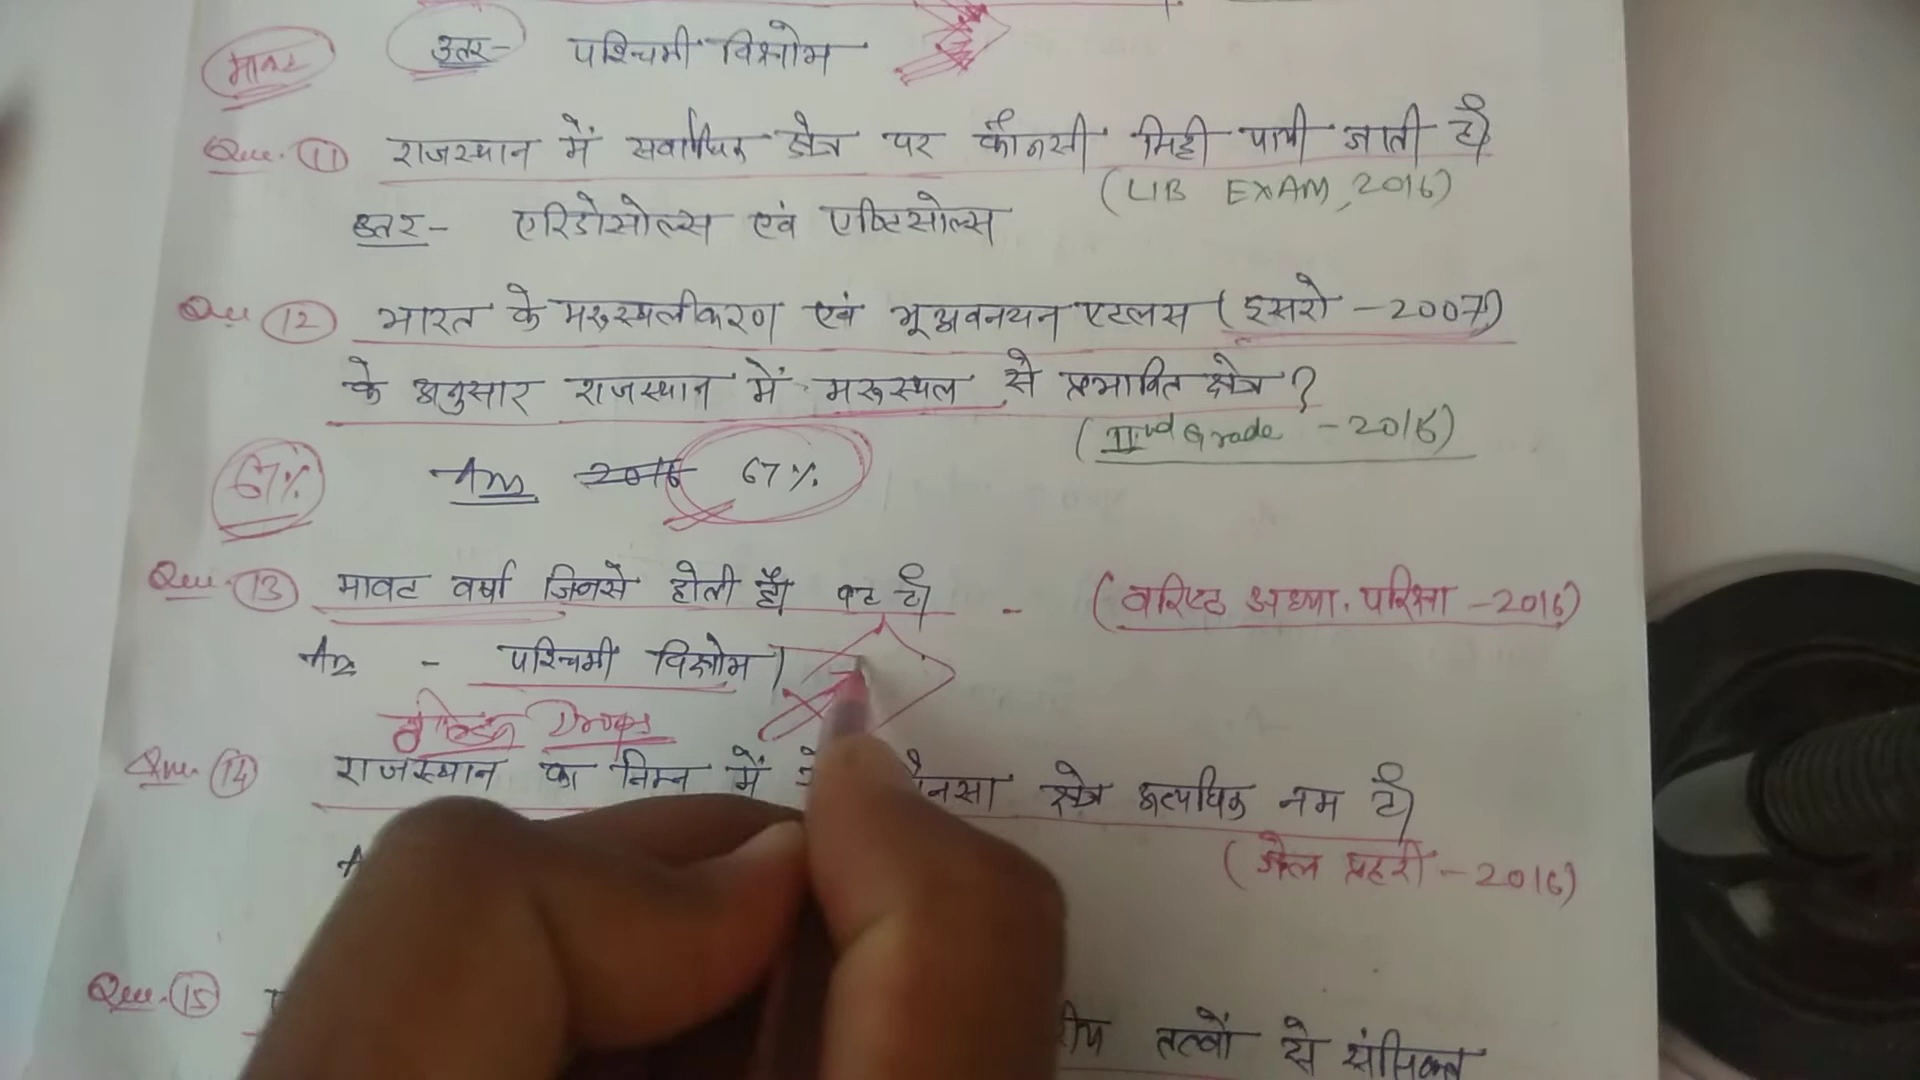 मावट उत्तर- पश्चिमी विक्षोभ
Que. 11 राजस्थान में सर्वाधिक क्षेत्र पर कौनसी मिट्टी पायी जाती है
(LIB EXAM, 2016)
उत्तर- एरिडोसोल्स एवं एण्टिसोल्स
Que 12 भारत के मरुस्थलीकरण एवं भूअवनयन एटलस (इसरो - 2007)
के अनुसार राजस्थान में मरुस्थल से प्रभावित क्षेत्र ?
(IInd Grade - 2016)
67% Ans 2016 67%
Que. 13 मावट वर्षा जिनसे होती है। वह है। - (वरिष्ठ अध्या. परिक्षा - 2016)
Ans - पश्चिमी विक्षोभ।
गोल्डन Drops
Que. 14 राजस्थान का निम्न में क्षेत्र अत्यधिक नम है।
(जेल प्रहरी - 2016)
Que. 15 तत्वों से